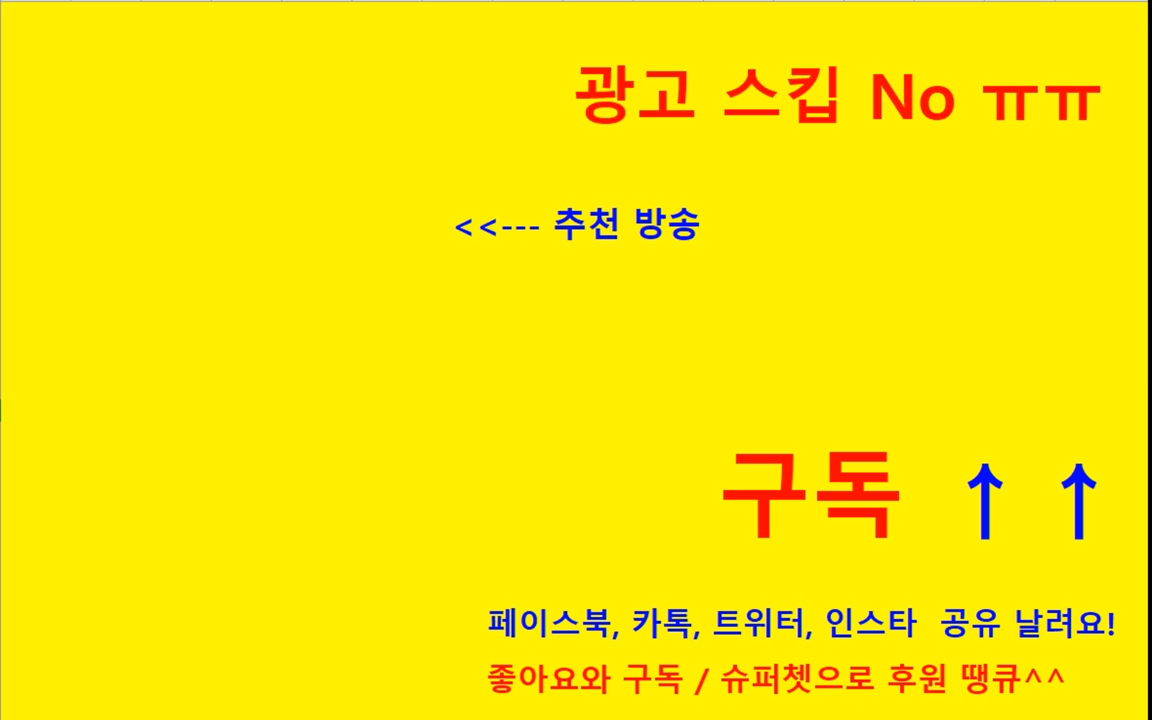 광고 스킵 No ㅠㅠ
<<--- 추천 방송
구독 ↑ ↑
페이스북, 카톡, 트위터, 인스타 공유 날려요!
좋아요와 구독 / 슈퍼쳇으로 후원 땡큐^^